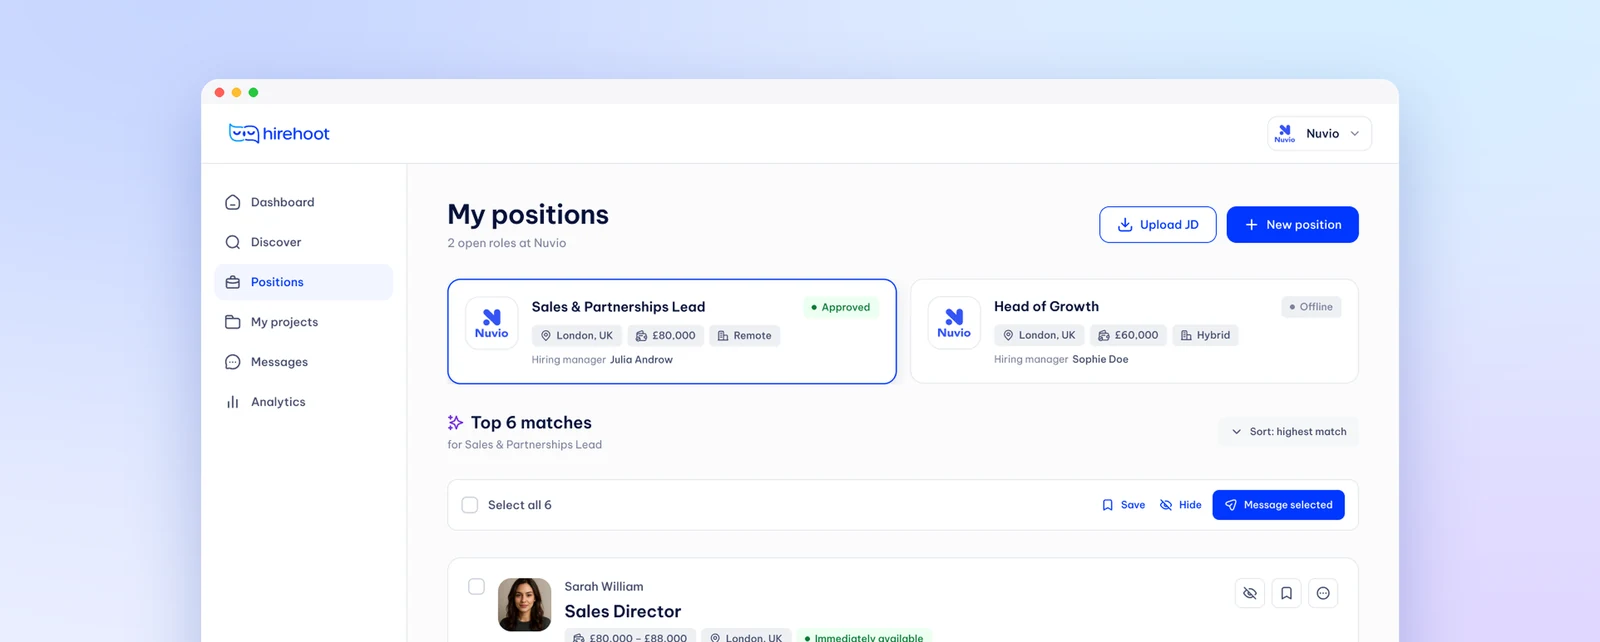 hirehoot
Nuvio
Nuvio
Dashboard
Discover
Positions
My projects
Messages
Analytics
My positions
2 open roles at Nuvio
Upload JD
New position
Nuvio
Sales & Partnerships Lead
Approved
London, UK
£80,000
Remote
Hiring manager Julia Androw
Nuvio
Head of Growth
Offline
London, UK
£60,000
Hybrid
Hiring manager Sophie Doe
Top 6 matches
for Sales & Partnerships Lead
Sort: highest match
Select all 6
Save
Hide
Message selected
Sarah William
Sales Director
£80,000 – £88,000
London, UK
Immediately available